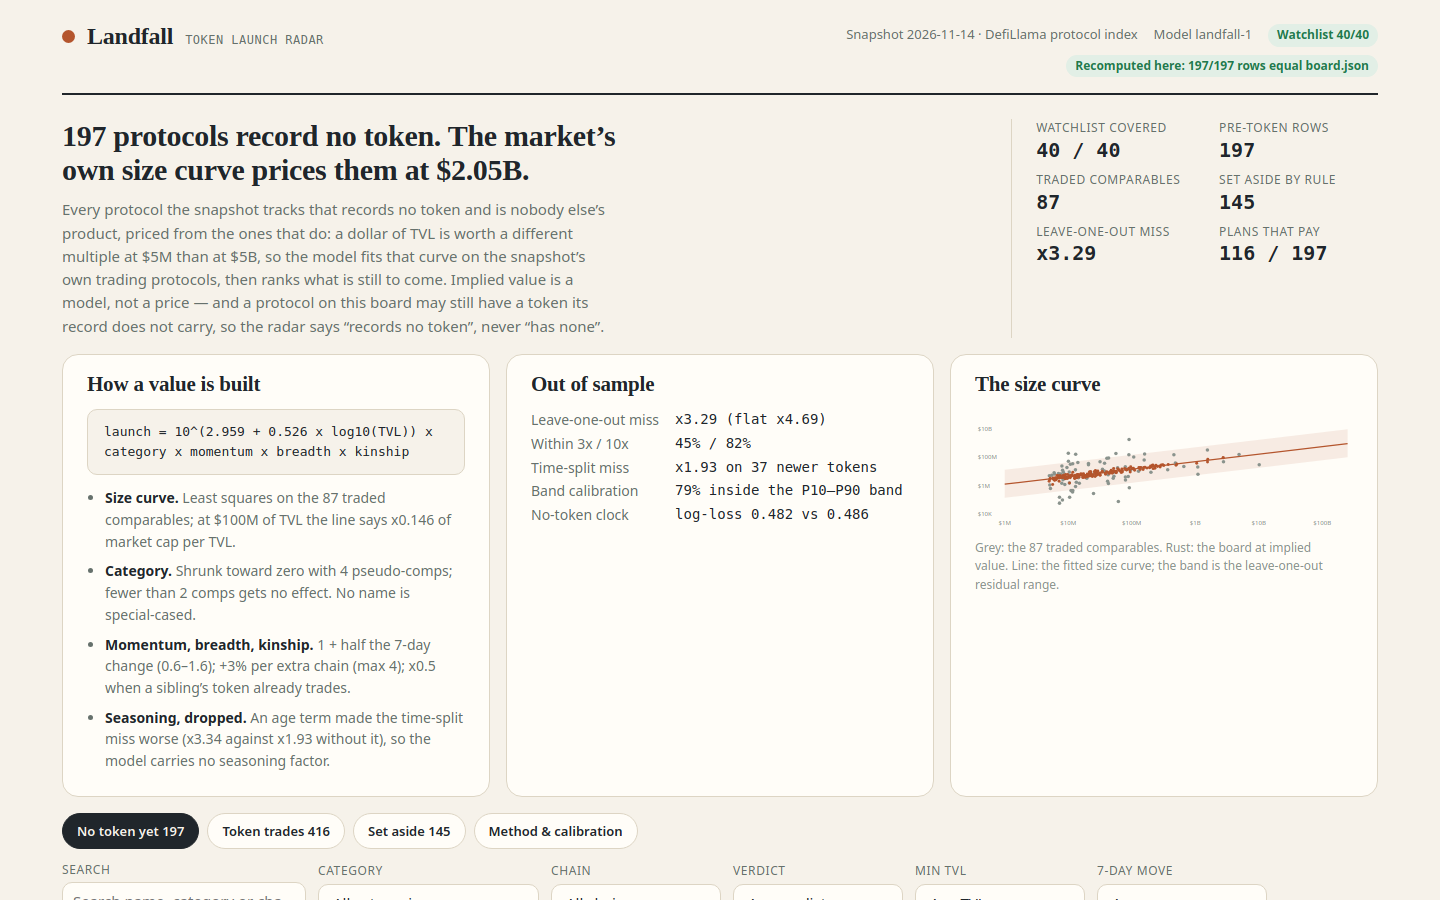 Landfall TOKEN LAUNCH RADAR
Snapshot 2026-11-14 · DefiLlama protocol index Model landfall-1 Watchlist 40/40
Recomputed here: 197/197 rows equal board.json
197 protocols record no token. The market’s
own size curve prices them at $2.05B.
Every protocol the snapshot tracks that records no token and is nobody else’s
product, priced from the ones that do: a dollar of TVL is worth a different
multiple at $5M than at $5B, so the model fits that curve on the snapshot’s
own trading protocols, then ranks what is still to come. Implied value is a
model, not a price — and a protocol on this board may still have a token its
record does not carry, so the radar says “records no token”, never “has none”.
WATCHLIST COVERED PRE-TOKEN ROWS
40 / 40 197
TRADED COMPARABLES SET ASIDE BY RULE
87 145
LEAVE-ONE-OUT MISS PLANS THAT PAY
x3.29 116 / 197
How a value is built
launch = 10^(2.959 + 0.526 x log10(TVL)) x
category x momentum x breadth x kinship
Size curve. Least squares on the 87 traded
comparables; at $100M of TVL the line says x0.146 of
market cap per TVL.
Category. Shrunk toward zero with 4 pseudo-comps;
fewer than 2 comps gets no effect. No name is
special-cased.
Momentum, breadth, kinship. 1 + half the 7-day
change (0.6–1.6); +3% per extra chain (max 4); x0.5
when a sibling’s token already trades.
Seasoning, dropped. An age term made the time-split
miss worse (x3.34 against x1.93 without it), so the
model carries no seasoning factor.
Out of sample
Leave-one-out miss x3.29 (flat x4.69)
Within 3x / 10x 45% / 82%
Time-split miss x1.93 on 37 newer tokens
Band calibration 79% inside the P10–P90 band
No-token clock log-loss 0.482 vs 0.486
The size curve
$10B
$100M
$1M
$10K
$1M $10M $100M $1B $10B $100B
Grey: the 87 traded comparables. Rust: the board at implied
value. Line: the fitted size curve; the band is the leave-one-out
residual range.
No token yet 197 Token trades 416 Set aside 145 Method & calibration
SEARCH CATEGORY CHAIN VERDICT MIN TVL 7-DAY MOVE